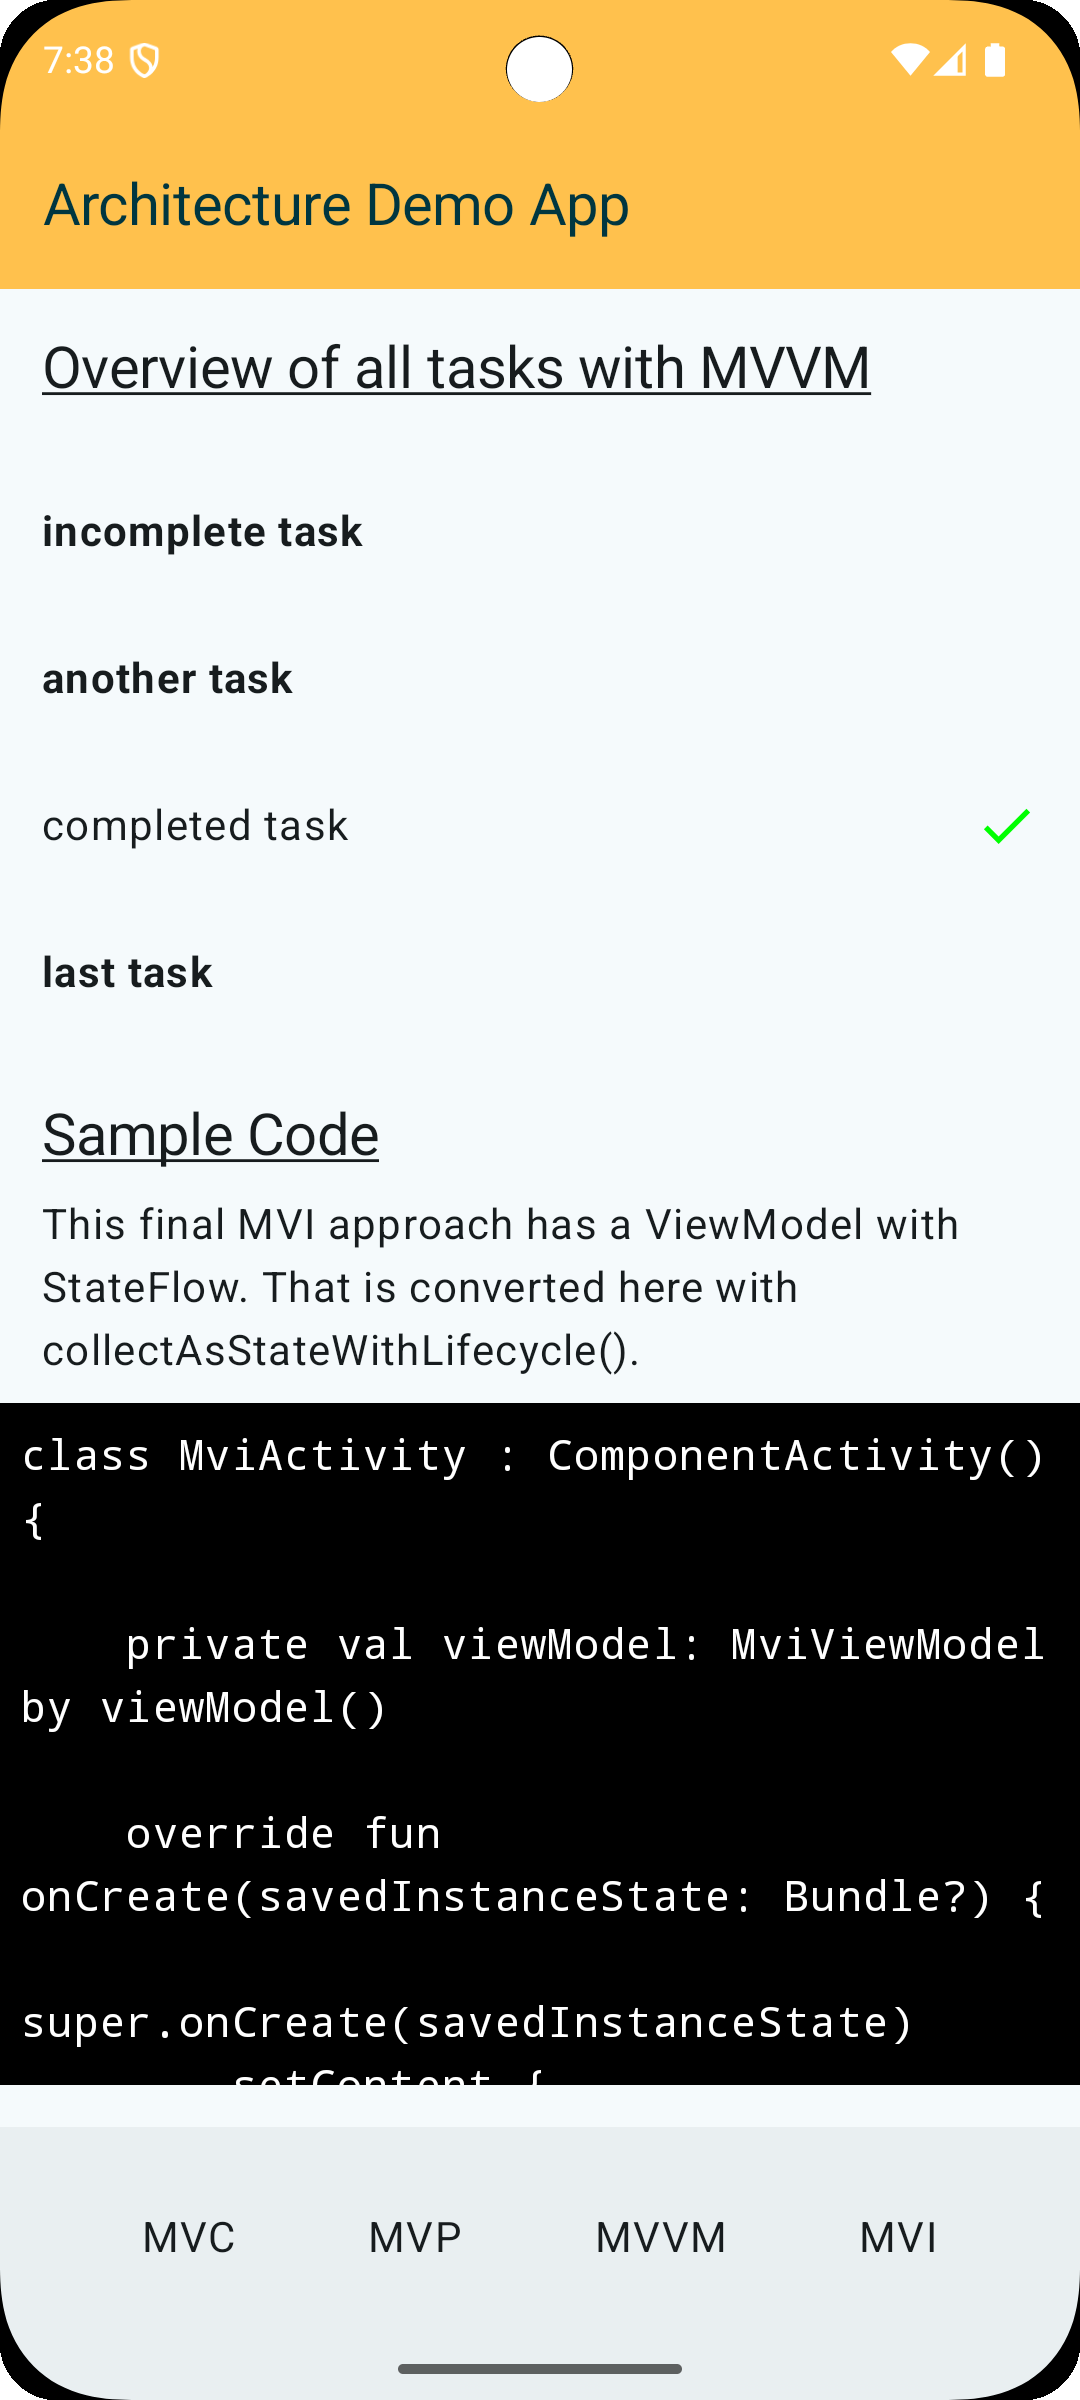 7:38
Architecture Demo App
Overview of all tasks with MVVM
incomplete task
another task
completed task
last task
Sample Code
This final MVI approach has a ViewModel with
StateFlow. That is converted here with
collectAsStateWithLifecycle().
class MviActivity : ComponentActivity()
{
    private val viewModel: MviViewModel
by viewModel()
    override fun
onCreate(savedInstanceState: Bundle?) {
super.onCreate(savedInstanceState)
        setContent {
MVC MVP MVVM MVI